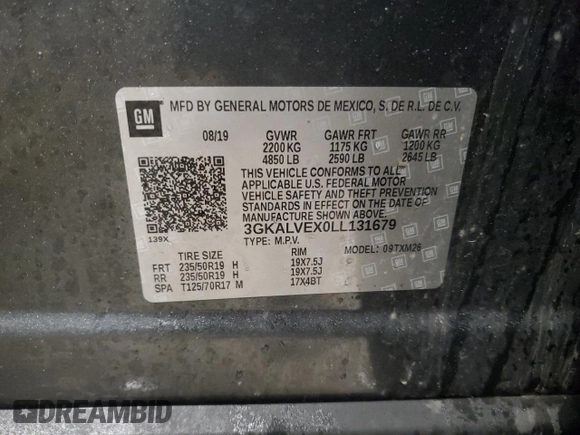 GM
MFD BY GENERAL MOTORS DE MEXICO, S. DE R.L. DE C.V.
08/19 GVWR GAWR FRT GAWR RR
2200 KG 1175 KG 1200 KG
4850 LB 2590 LB 2645 LB
THIS VEHICLE CONFORMS TO ALL
APPLICABLE U.S. FEDERAL MOTOR
VEHICLE SAFETY AND THEFT PREVENTION
STANDARDS IN EFFECT ON THE DATE OF
MANUFACTURE SHOWN ABOVE.
3GKALVEX0LL131679
139X TYPE: M.P.V. MODEL: 09TXM26
TIRE SIZE RIM
FRT 235/50R19 H 19X7.5J
RR 235/50R19 H 19X7.5J
SPA T125/70R17 M 17X4BT
DREAMBID